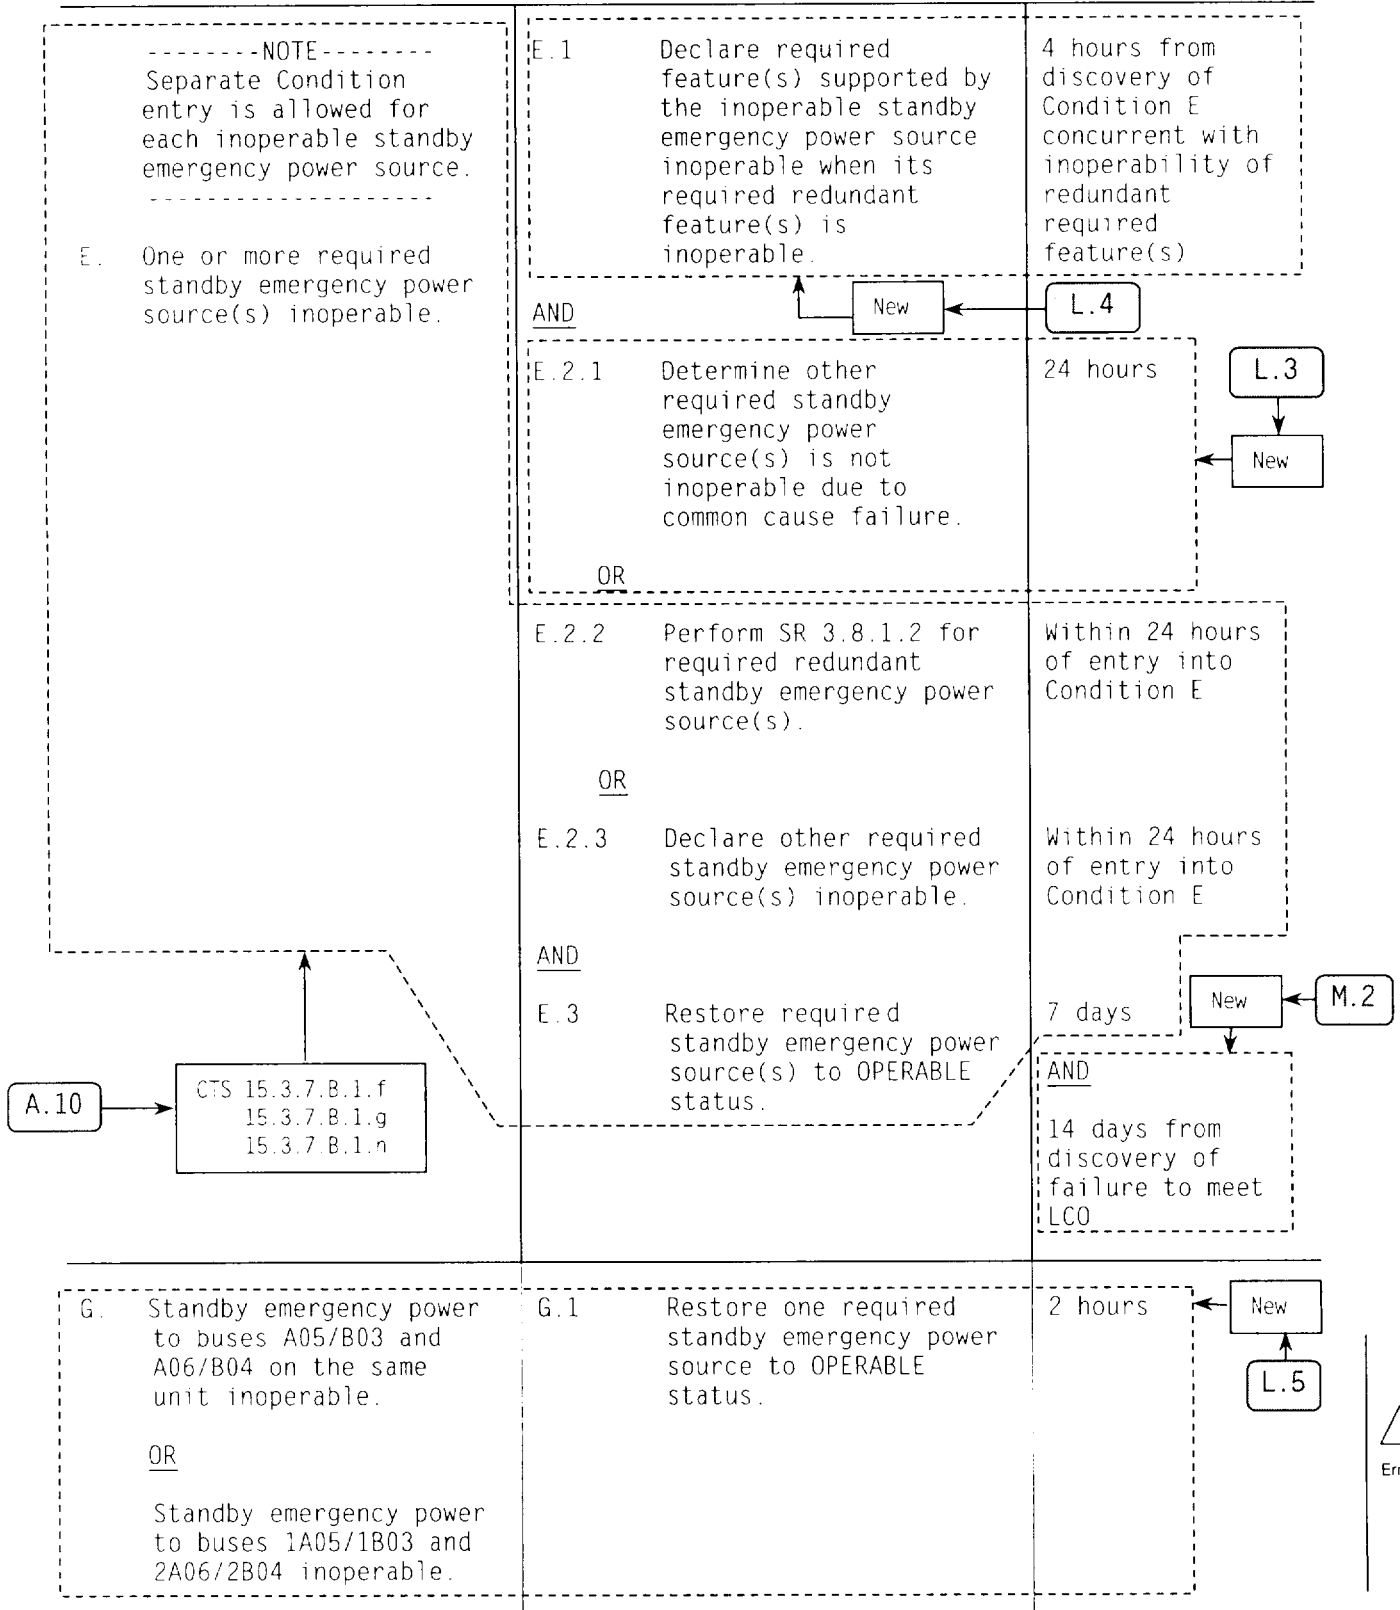 --------NOTE--------
Separate Condition
entry is allowed for
each inoperable standby
emergency power source.
--------------------
E. One or more required
standby emergency power
source(s) inoperable.
E.1 Declare required
feature(s) supported by
the inoperable standby
emergency power source
inoperable when its
required redundant
feature(s) is
inoperable.
4 hours from
discovery of
Condition E
concurrent with
inoperability of
redundant
required
feature(s)
AND
New
L.4
E.2.1 Determine other
required standby
emergency power
source(s) is not
inoperable due to
common cause failure.
24 hours
L.3
New
OR
E.2.2 Perform SR 3.8.1.2 for
required redundant
standby emergency power
source(s).
Within 24 hours
of entry into
Condition E
OR
E.2.3 Declare other required
standby emergency power
source(s) inoperable.
Within 24 hours
of entry into
Condition E
AND
E.3 Restore required
standby emergency power
source(s) to OPERABLE
status.
7 days
New
M.2
AND
14 days from
discovery of
failure to meet
LCO
A.10
CTS 15.3.7.B.1.f
15.3.7.B.1.g
15.3.7.B.1.n
G. Standby emergency power
to buses A05/B03 and
A06/B04 on the same
unit inoperable.
OR
Standby emergency power
to buses 1A05/1B03 and
2A06/2B04 inoperable.
G.1 Restore one required
standby emergency power
source to OPERABLE
status.
2 hours
New
L.5